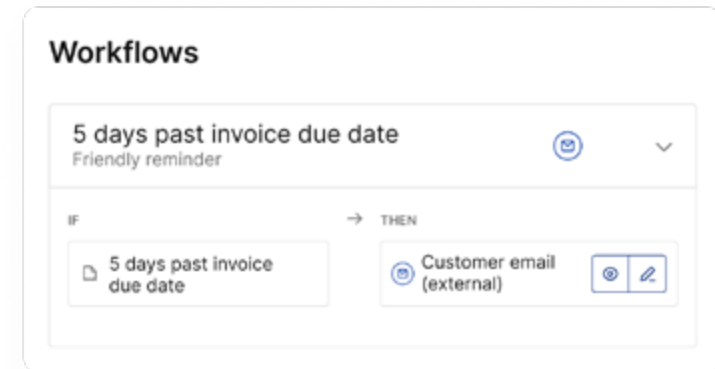 Workflows
5 days past invoice due date
Friendly reminder
IF
THEN
5 days past invoice
due date
Customer email
(external)